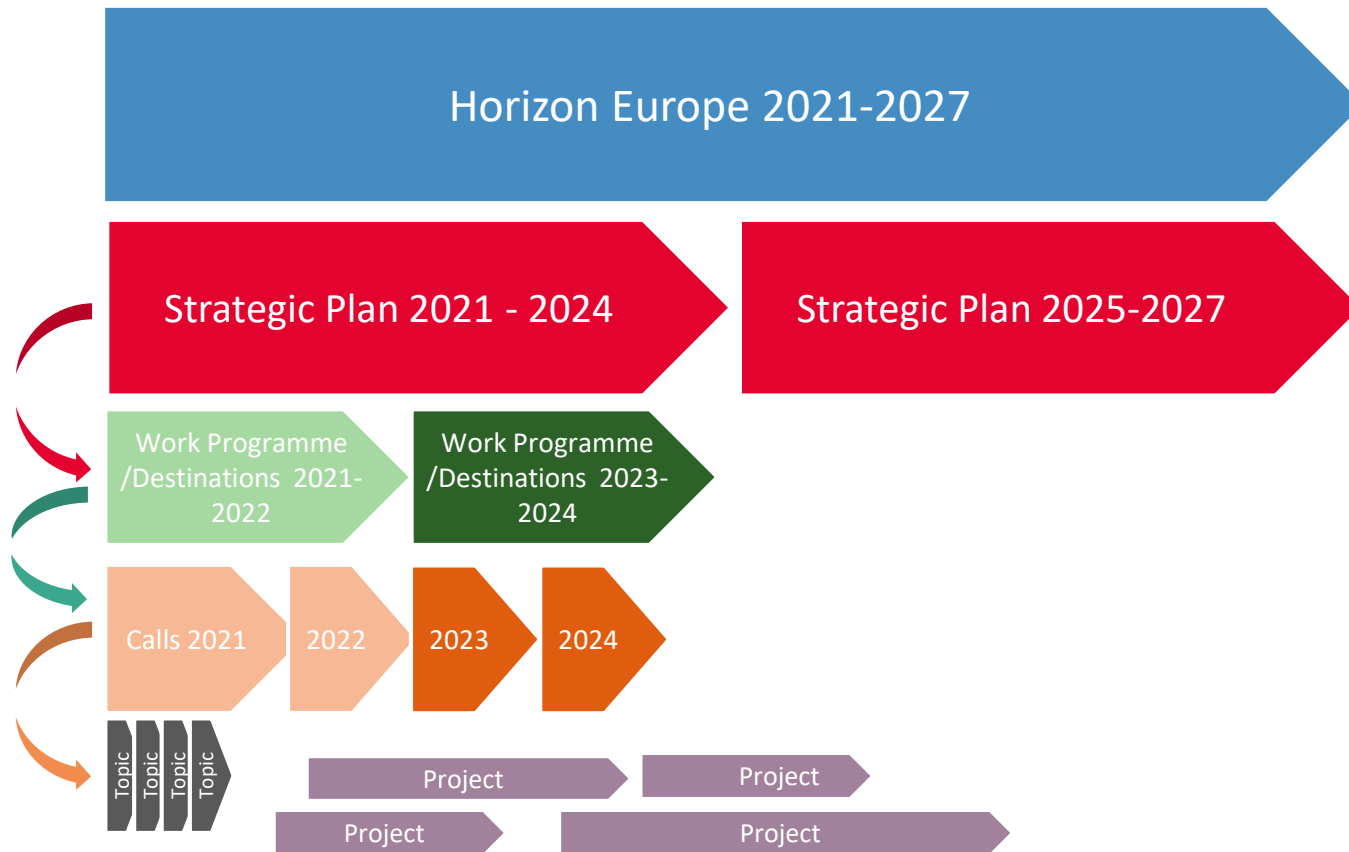 Horizon Europe 2021-2027
Strategic Plan 2021 - 2024
Strategic Plan 2025-2027
Work Programme
/Destinations 2021-
2022
Work Programme
/Destinations 2023-
2024
Calls 2021
2022
2023
2024
Topic
Topic
Topic
Topic
Project
Project
Project
Project